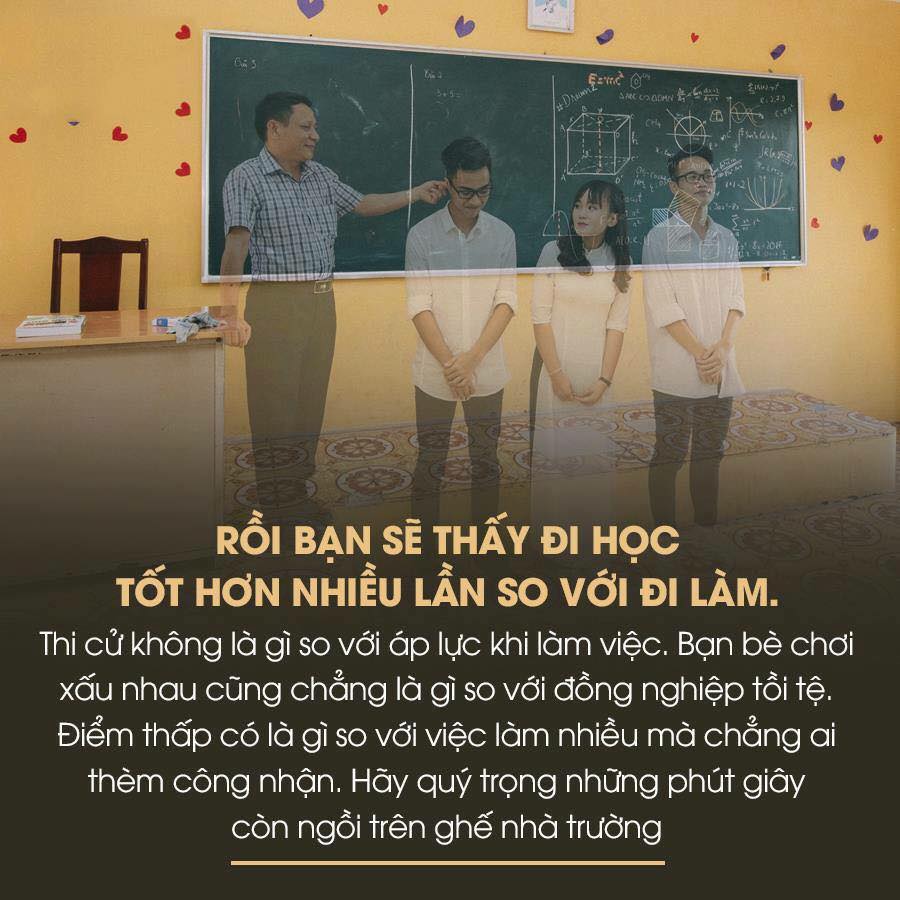 E=mc²
RỒI BẠN SẼ THẤY ĐI HỌC
TỐT HƠN NHIỀU LẦN SO VỚI ĐI LÀM.
Thi cử không là gì so với áp lực khi làm việc. Bạn bè chơi
xấu nhau cũng chẳng là gì so với đồng nghiệp tồi tệ.
Điểm thấp có là gì so với việc làm nhiều mà chẳng ai
thèm công nhận. Hãy quý trọng những phút giây
còn ngồi trên ghế nhà trường